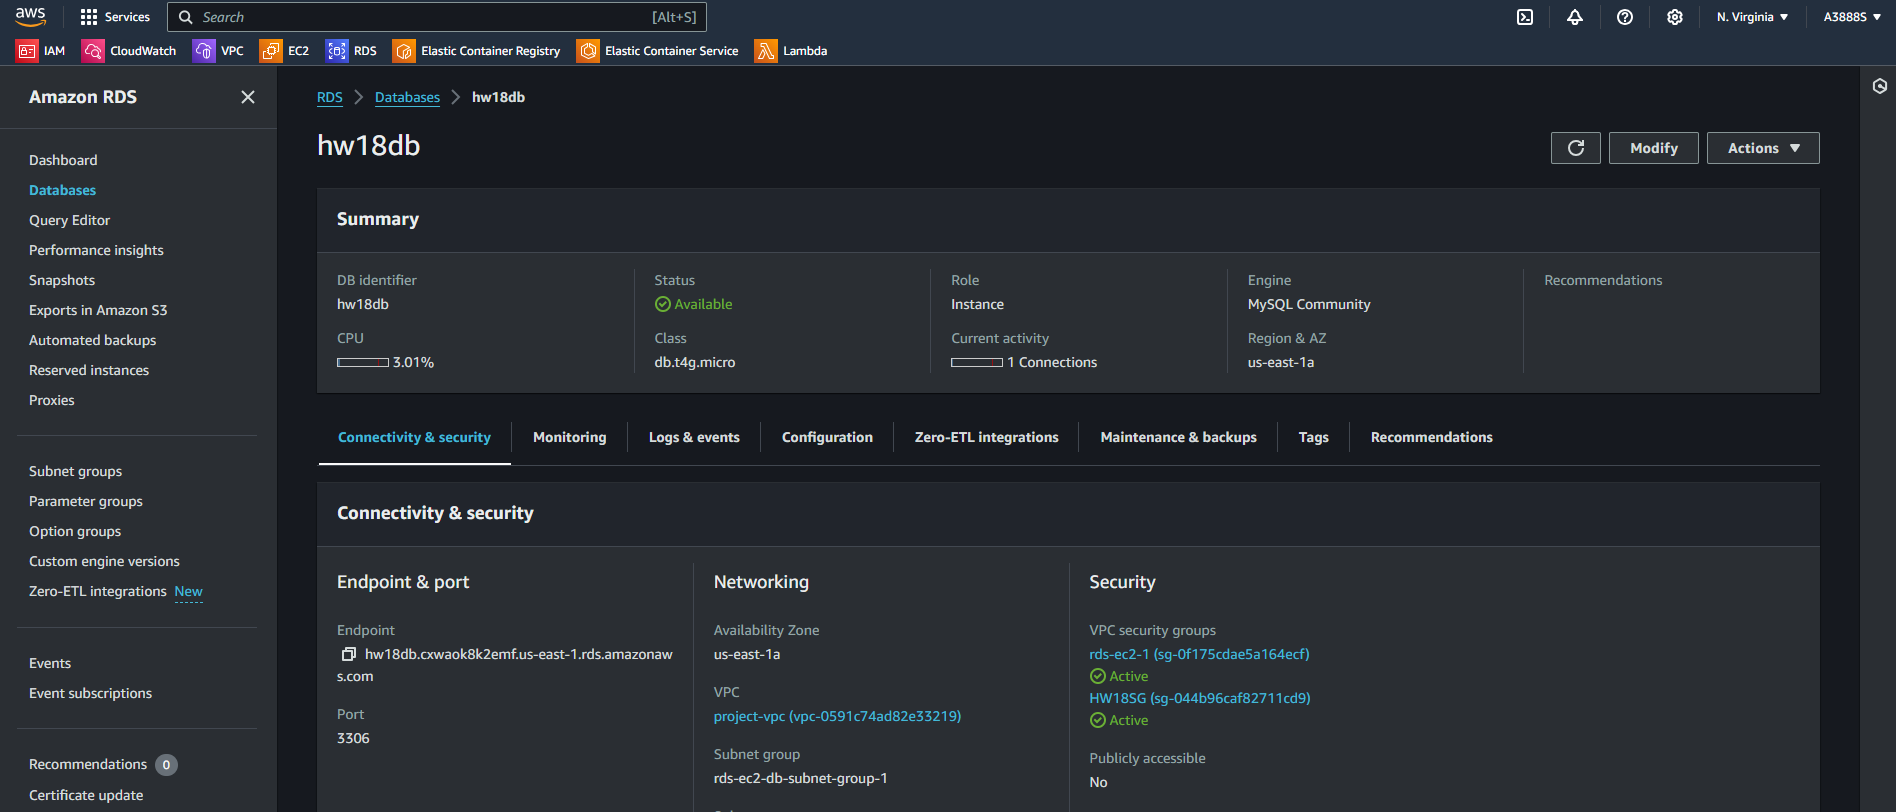 aws
Services
Search
[Alt+S]
N. Virginia
A3888S
IAM
CloudWatch
VPC
EC2
RDS
Elastic Container Registry
Elastic Container Service
Lambda
Amazon RDS
Dashboard
Databases
Query Editor
Performance insights
Snapshots
Exports in Amazon S3
Automated backups
Reserved instances
Proxies
Subnet groups
Parameter groups
Option groups
Custom engine versions
Zero-ETL integrations New
Events
Event subscriptions
Recommendations 0
Certificate update
RDS
Databases
hw18db
hw18db
Modify
Actions
Summary
DB identifier
hw18db
CPU
3.01%
Status
Available
Class
db.t4g.micro
Role
Instance
Current activity
1 Connections
Engine
MySQL Community
Region & AZ
us-east-1a
Recommendations
Connectivity & security
Monitoring
Logs & events
Configuration
Zero-ETL integrations
Maintenance & backups
Tags
Recommendations
Connectivity & security
Endpoint & port
Endpoint
hw18db.cxwaok8k2emf.us-east-1.rds.amazonaw
s.com
Port
3306
Networking
Availability Zone
us-east-1a
VPC
project-vpc (vpc-0591c74ad82e33219)
Subnet group
rds-ec2-db-subnet-group-1
Security
VPC security groups
rds-ec2-1 (sg-0f175cdae5a164ecf)
Active
HW18SG (sg-044b96caf82711cd9)
Active
Publicly accessible
No